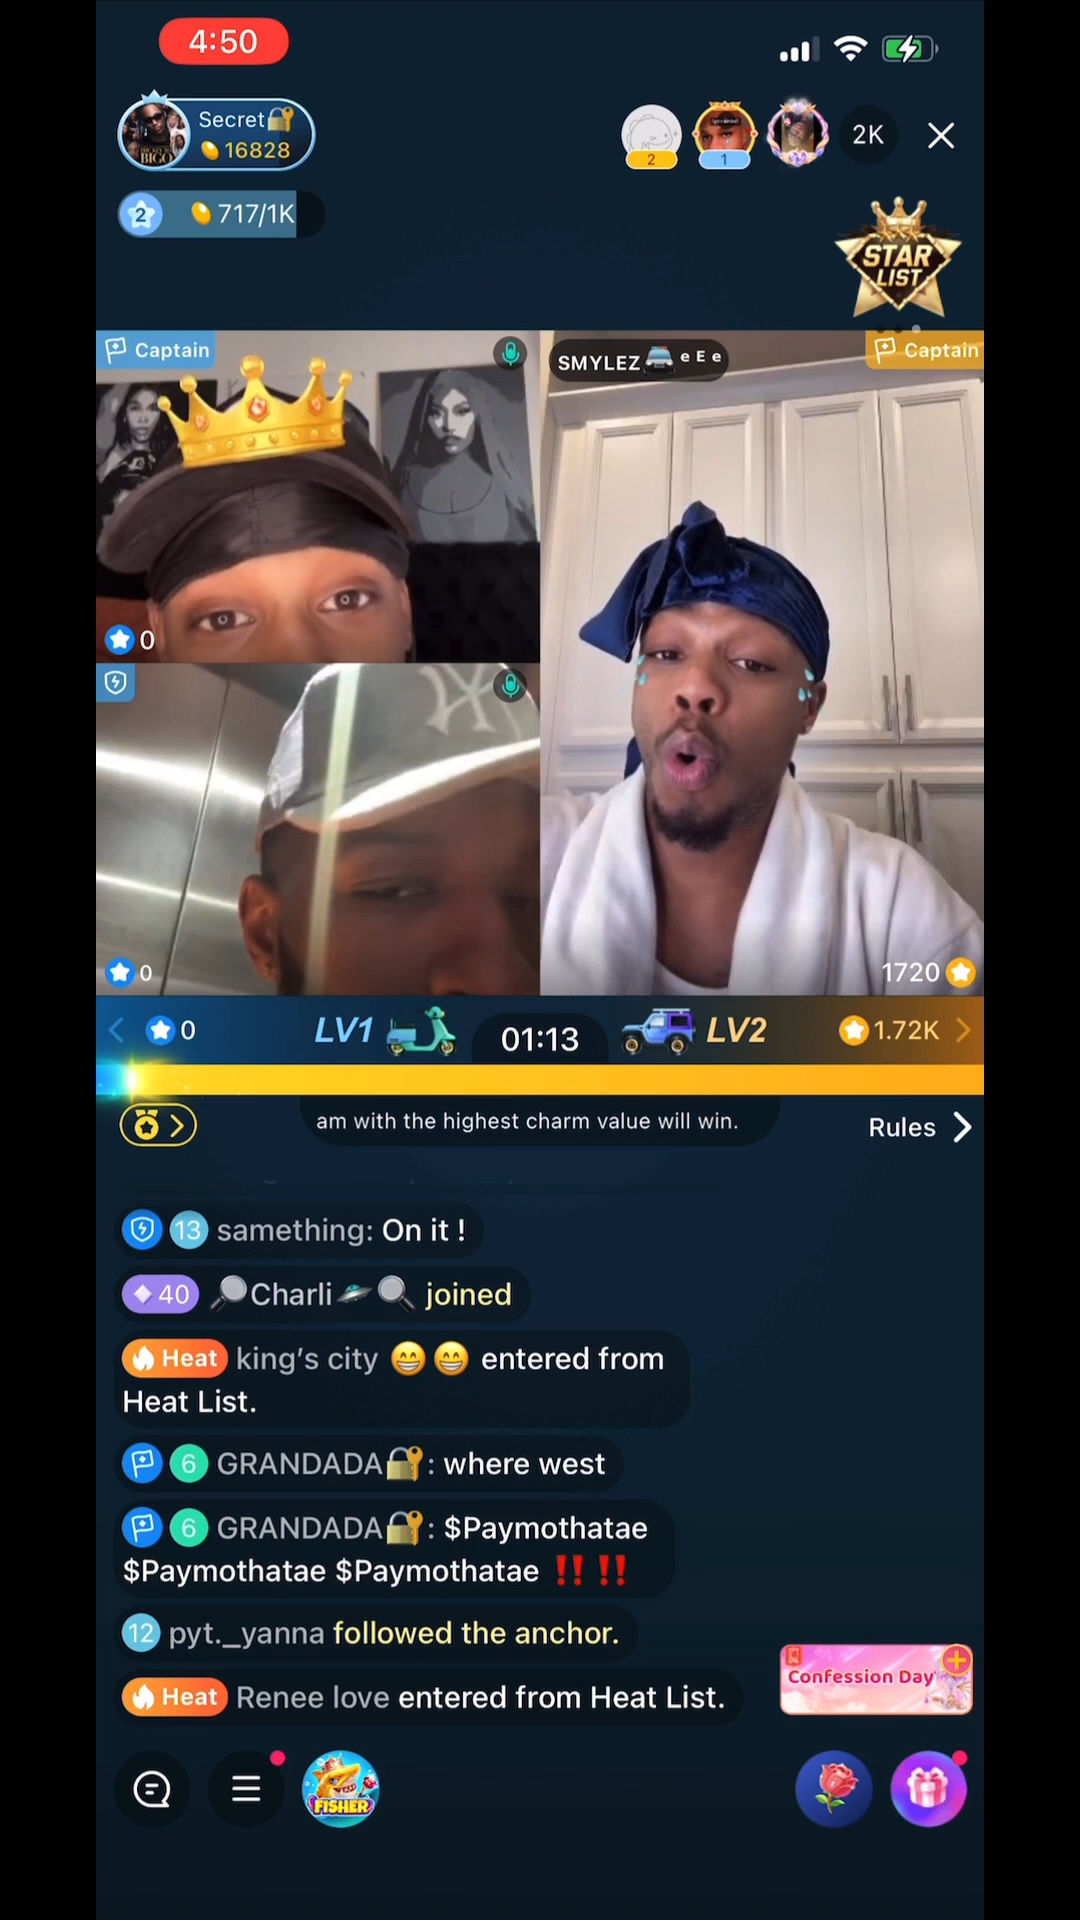 4:50
Secret
16828
2
1
2K
2
717/1K
STAR
LIST
Captain
SMYLEZ e E e
Captain
0
0
1720
0
LV1
01:13
LV2
1.72K
am with the highest charm value will win.
Rules
13 samething: On it !
40 Charli joined
Heat king’s city 😁😁 entered from
Heat List.
6 GRANDADA🔐: where west
6 GRANDADA🔐: $Paymothatae
$Paymothatae $Paymothatae ‼️‼️
12 pyt._yanna followed the anchor.
Confession Day
Heat Renee love entered from Heat List.
FISHER